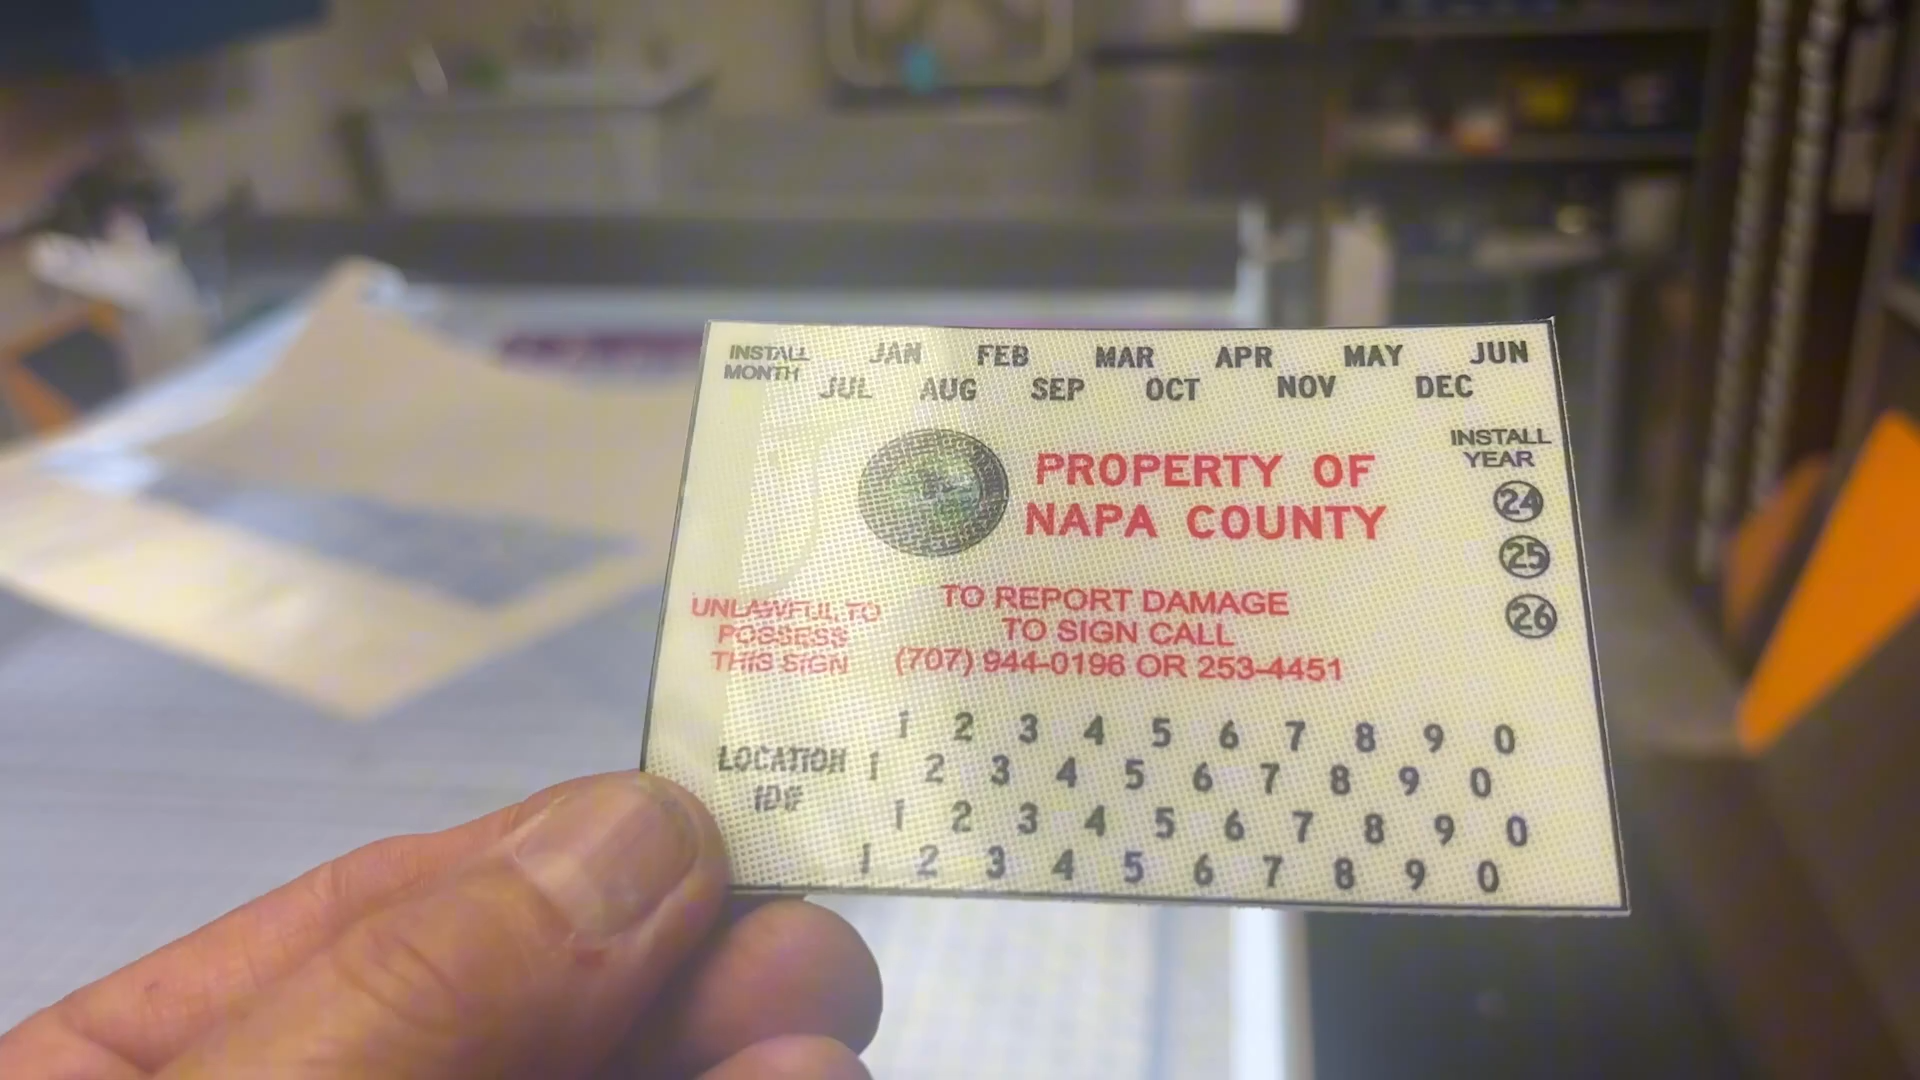 INSTALL MONTH
JAN FEB MAR APR MAY JUN
JUL AUG SEP OCT NOV DEC
INSTALL YEAR
24
25
26
PROPERTY OF
NAPA COUNTY
UNLAWFUL TO
POSSESS
THIS SIGN
TO REPORT DAMAGE
TO SIGN CALL
(707) 944-0196 OR 253-4451
LOCATION
ID#
1 2 3 4 5 6 7 8 9 0
1 2 3 4 5 6 7 8 9 0
1 2 3 4 5 6 7 8 9 0
1 2 3 4 5 6 7 8 9 0